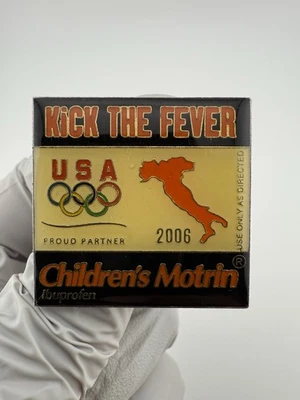 KiCK THE FEVER
USA
PROUD PARTNER
2006
USE ONLY AS DIRECTED
Children's Motrin®
ibuprofen